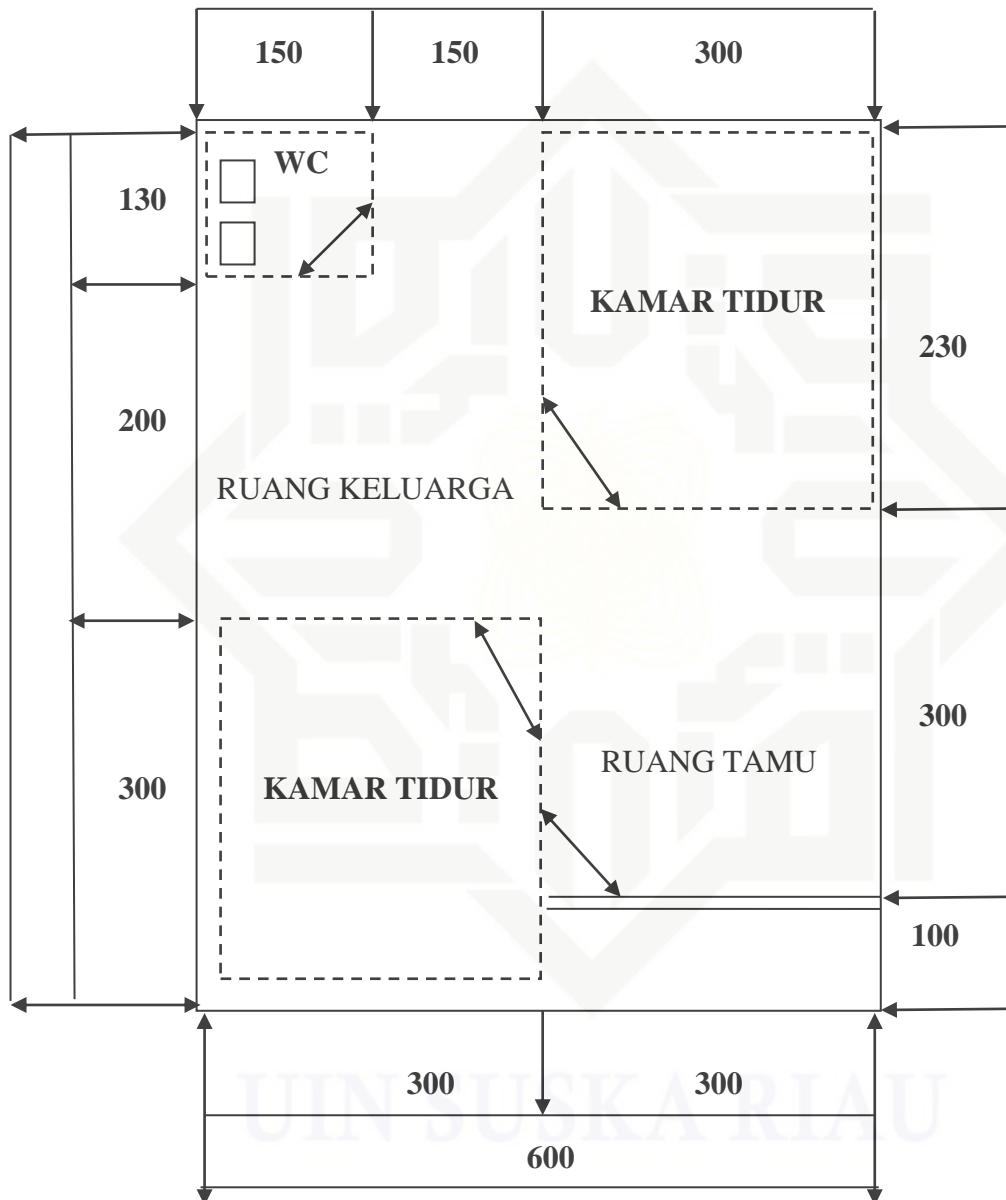 150 150 300
WC
130
KAMAR TIDUR
230
200
RUANG KELUARGA
300
RUANG TAMU
300 KAMAR TIDUR
100
300 300
UIN SUSKA RIAU
600